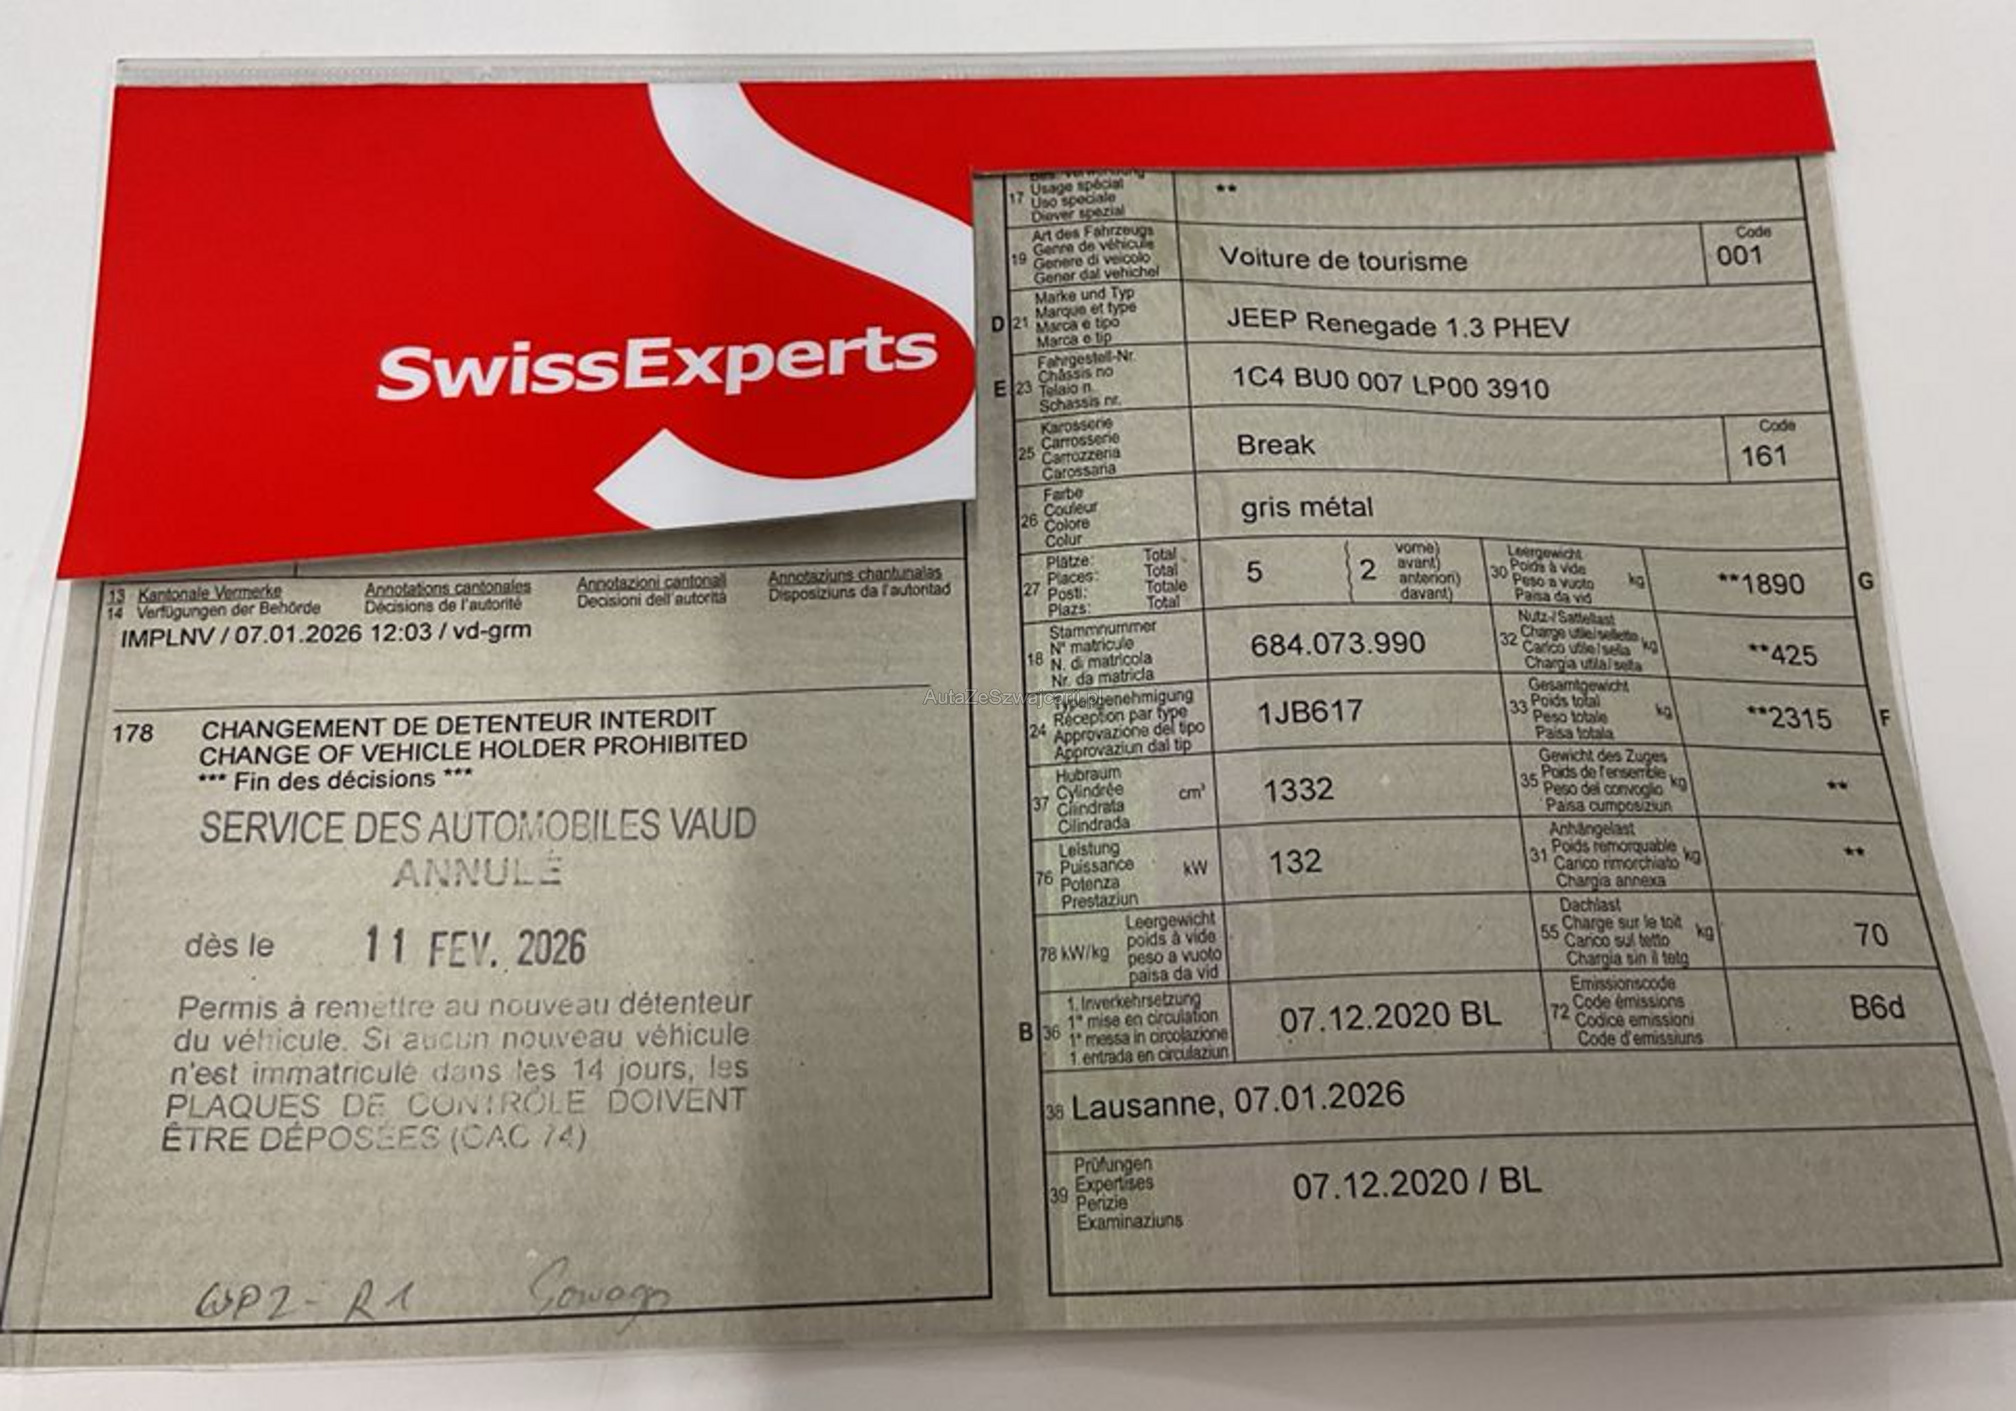 SwissExperts
13 Kantonale Vermerke Annotations cantonales Annotazioni cantonali Annotaziuns chantunalas
14 Verfügungen der Behörde Décisions de l'autorité Decisioni dell'autorità Disposiziuns da l'autoritad
IMPLNV / 07.01.2026 12:03 / vd-grm
178 CHANGEMENT DE DETENTEUR INTERDIT
CHANGE OF VEHICLE HOLDER PROHIBITED
*** Fin des décisions ***
SERVICE DES AUTOMOBILES VAUD
ANNULÉ
dès le 11 FEV. 2026
Permis à remettre au nouveau détenteur
du véhicule. Si aucun nouveau véhicule
n'est immatriculé dans les 14 jours, les
PLAQUES DE CONTRÔLE DOIVENT
ÊTRE DÉPOSÉES (OAC 74)
WP2 - R1
17 Usage spécial **
Uso speciale
Diever spezial
19 Art des Fahrzeugs
Genre de véhicule
Genere di veicolo
Gener dal vehichel
Voiture de tourisme
Code
001
D 21 Marke und Typ
Marque et type
Marca e tipo
Marca e tip
JEEP Renegade 1.3 PHEV
E 23 Fahrgestell-Nr.
Châssis no
Telaio n.
Schassis nr.
1C4 BU0 007 LP00 3910
25 Karosserie
Carrosserie
Carrozzeria
Carossaria
Break
Code
161
26 Farbe
Couleur
Colore
Colur
gris métal
27 Plätze: Total
Places: Total
Posti: Totale
Plazs: Total
5 ( 2 vorne)
avant)
anteriori)
davant)
30 Leergewicht
Poids à vide kg
Peso a vuoto
Paisa da vid
**1890 G
18 Stammnummer
N° matricule
N. di matricola
Nr. da matricla
684.073.990
32 Nutz-/Sattellast
Charge utile/sellette kg
Carico utile/sella
Chargia utila/sella
**425
24 Typengenehmigung
Réception par type
Approvazione del tipo
Approvaziun dal tip
1JB617
33 Gesamtgewicht
Poids total kg
Peso totale
Paisa totala
**2315 F
37 Hubraum
Cylindrée cm³
Cilindrata
Cilindrada
1332
35 Gewicht des Zuges
Poids de l'ensemble kg
Peso del convoglio
Paisa cumposiziun
**
76 Leistung
Puissance kW
Potenza
Prestaziun
132
31 Anhängelast
Poids remorquable kg
Carico rimorchiato
Chargia annexa
**
78 kW/kg Leergewicht
poids à vide
peso a vuoto
paisa da vid
55 Dachlast
Charge sur le toit kg
Carico sul tetto
Chargia sin il tetg
70
B 36 1. Inverkehrsetzung
1re mise en circulation
1a messa in circolazione
1. entrada en circulaziun
07.12.2020 BL
72 Emissionscode
Code émissions
Codice emissioni
Code d'emissiuns
B6d
38 Lausanne, 07.01.2026
39 Prüfungen
Expertises
Perizie
Examinaziuns
07.12.2020 / BL
AutaZeSzwajcarii.pl